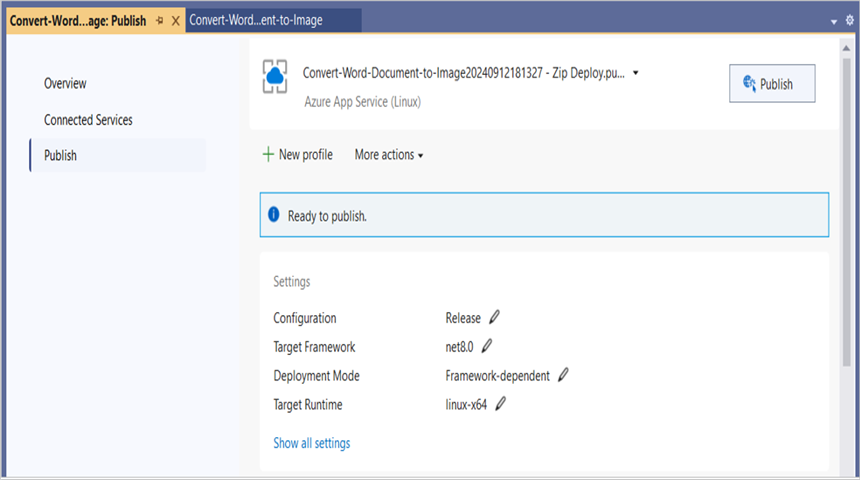 Convert-Word...age: Publish
Convert-Word...ent-to-Image
Overview
Connected Services
Publish
Convert-Word-Document-to-Image20240912181327 - Zip Deploy.pu...
Azure App Service (Linux)
Publish
New profile
More actions
Ready to publish.
Settings
Configuration Release
Target Framework net8.0
Deployment Mode Framework-dependent
Target Runtime linux-x64
Show all settings